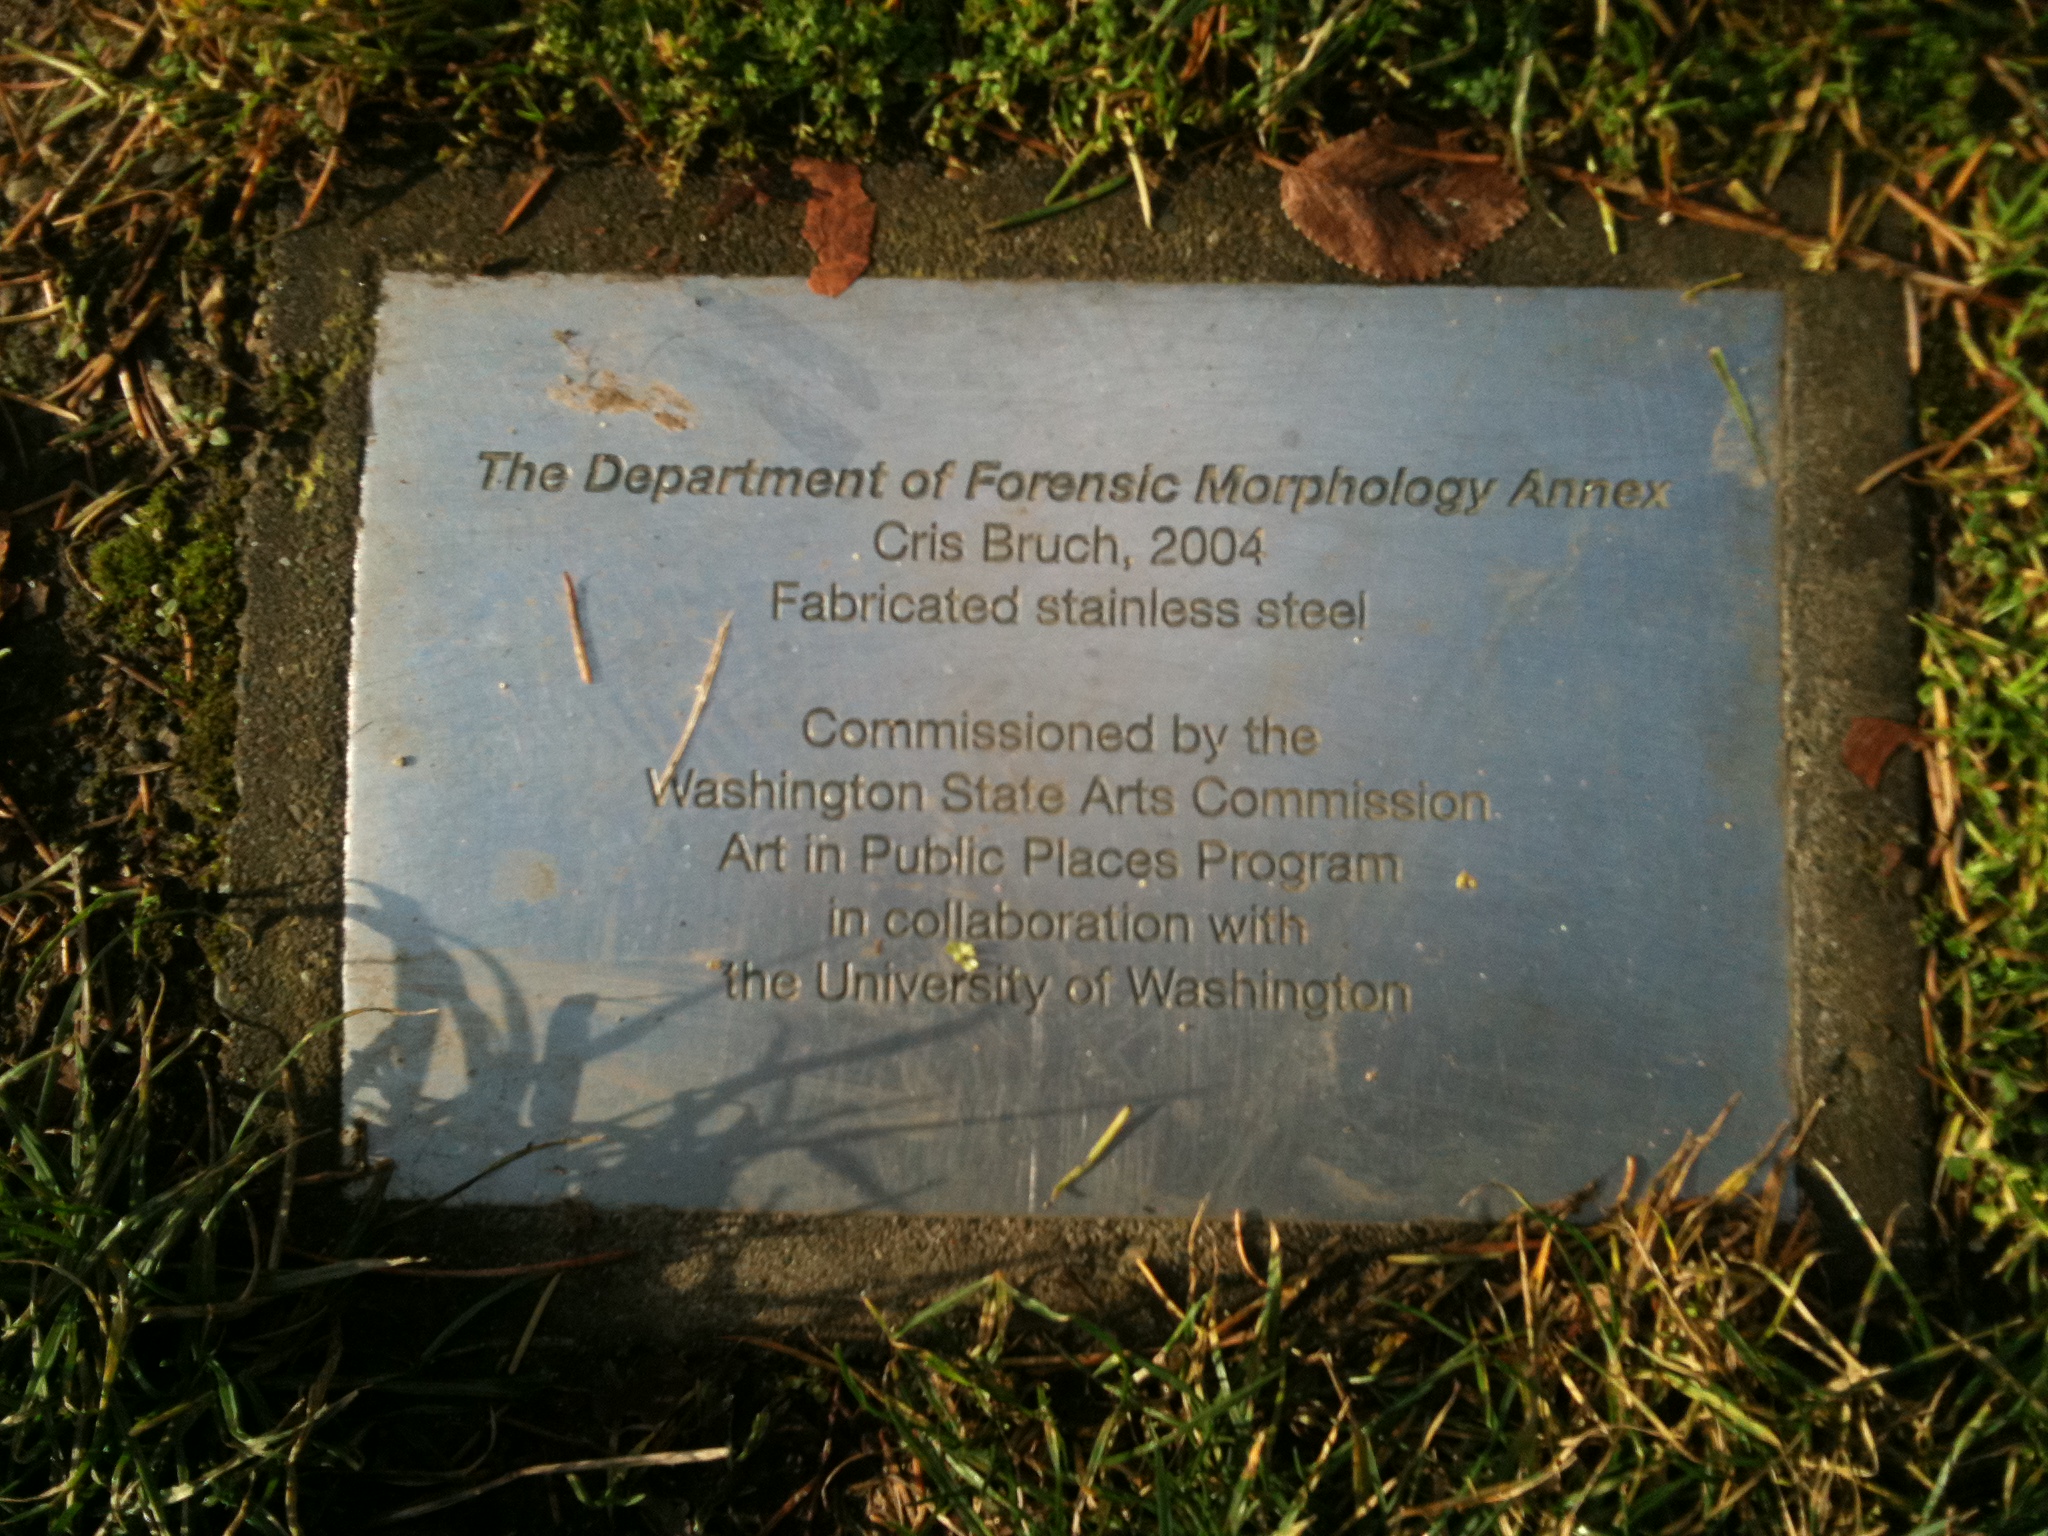 The Department of Forensic Morphology Annex
Cris Bruch, 2004
Fabricated stainless steel
Commissioned by the
Washington State Arts Commission
Art in Public Places Program
in collaboration with
the University of Washington